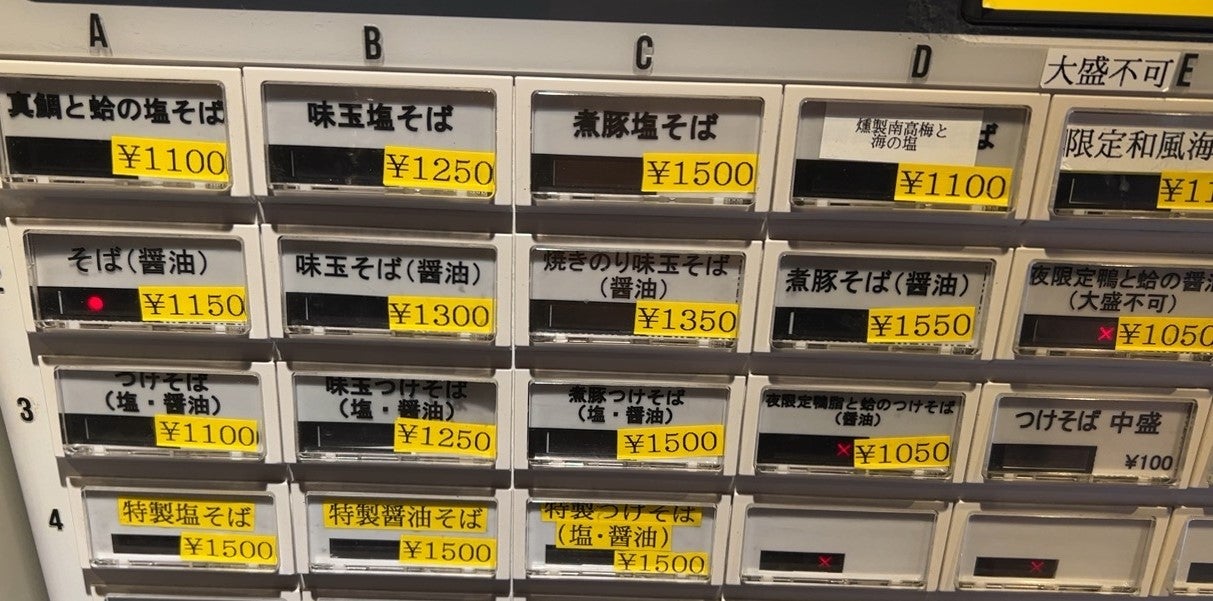 A
B
C
D
大盛不可 E
真鯛と蛤の塩そば
¥1100
味玉塩そば
¥1250
煮豚塩そば
¥1500
燻製南高梅と
海の塩
ば
¥1100
限定和風海
¥11
そば(醤油)
¥1150
味玉そば(醤油)
¥1300
焼きのり味玉そば
(醤油)
¥1350
煮豚そば(醤油)
¥1550
夜限定鴨と蛤の醤油
(大盛不可)
¥1050
3
つけそば
(塩・醤油)
¥1100
味玉つけそば
(塩・醤油)
¥1250
煮豚つけそば
(塩・醤油)
¥1500
夜限定鴨脂と蛤のつけそば
(醤油)
¥1050
つけそば 中盛
¥100
4
特製塩そば
¥1500
特製醤油そば
¥1500
特製つけそば
(塩・醤油)
¥1500